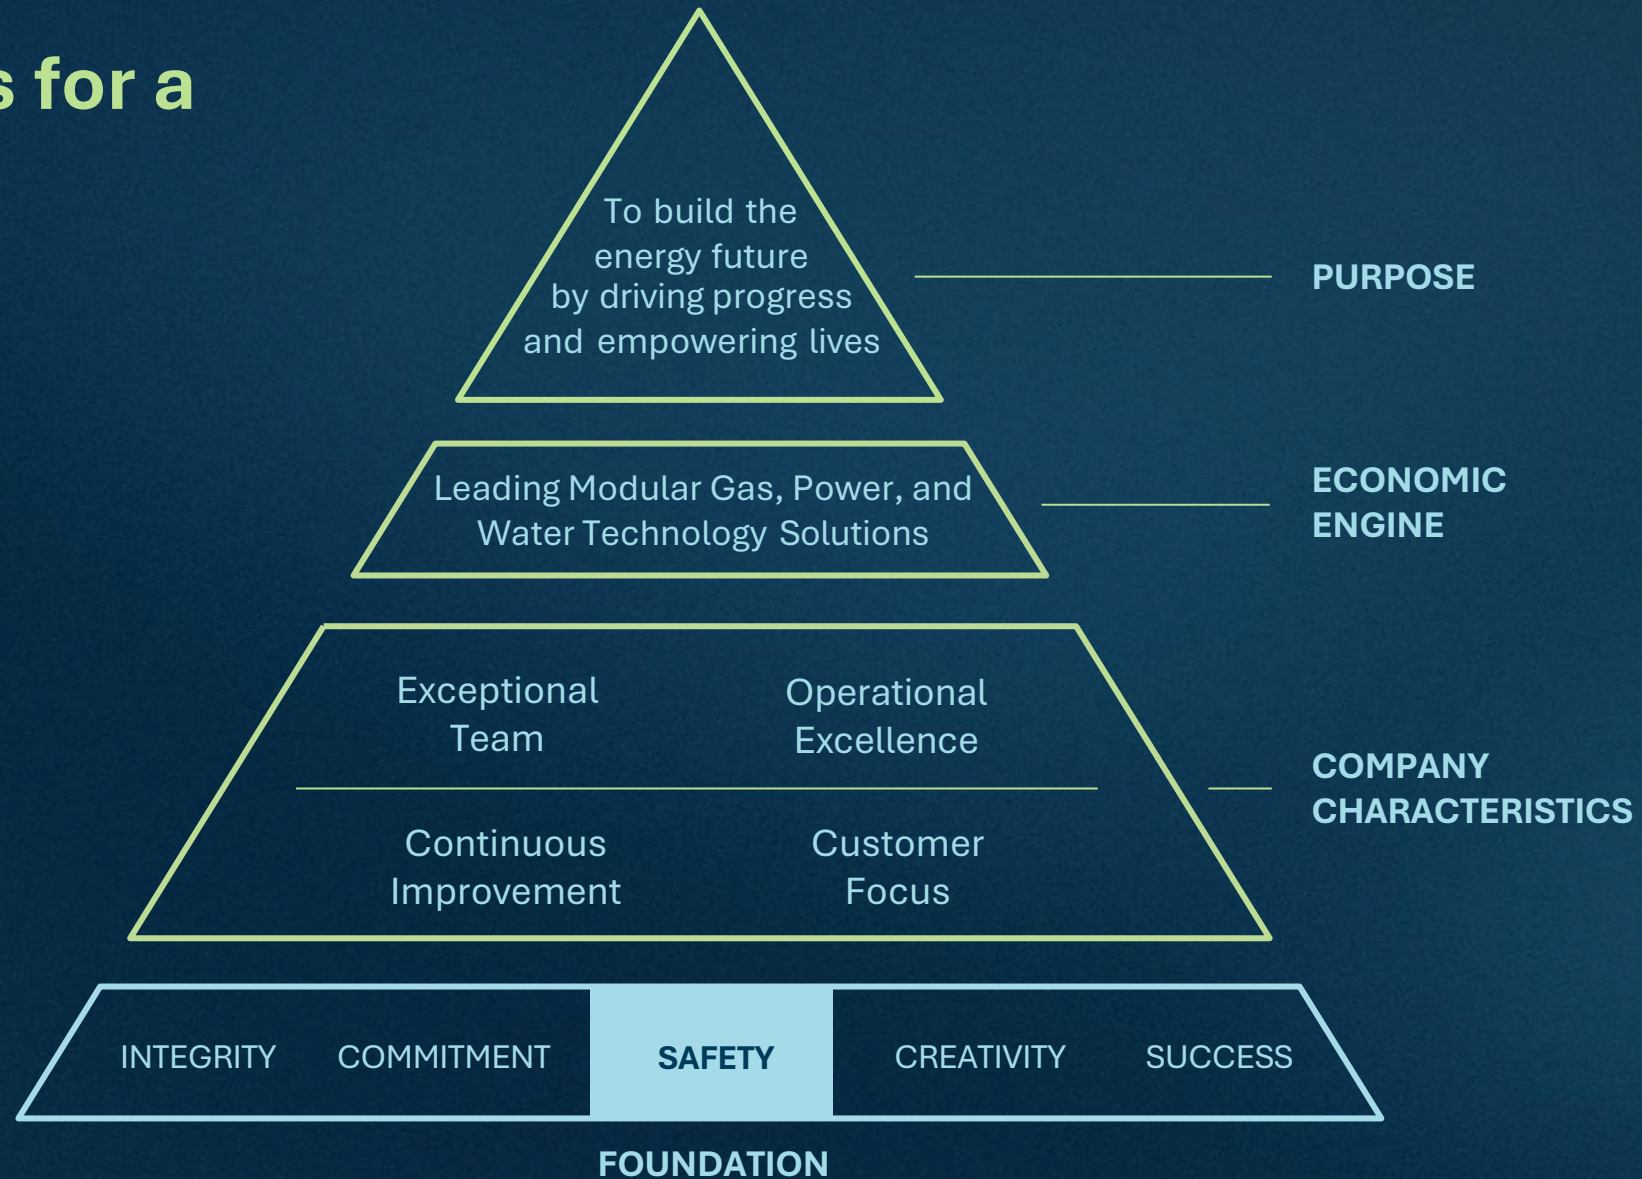 s for a
To build the
energy future
by driving progress
and empowering lives
PURPOSE
Leading Modular Gas, Power, and
Water Technology Solutions
ECONOMIC
ENGINE
Exceptional
Team
Operational
Excellence
Continuous
Improvement
Customer
Focus
COMPANY
CHARACTERISTICS
INTEGRITY COMMITMENT SAFETY CREATIVITY SUCCESS
FOUNDATION